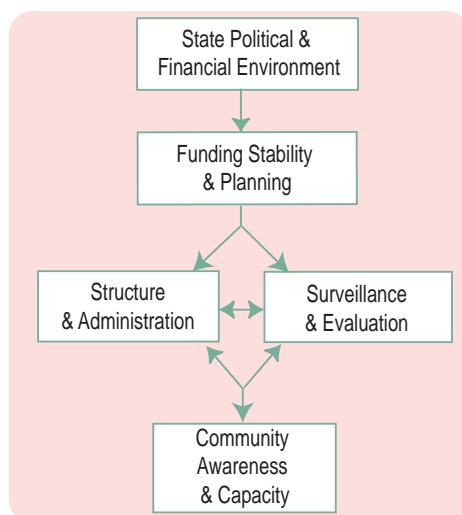 State Political &
Financial Environment
Funding Stability
& Planning
Structure
& Administration
Surveillance
& Evaluation
Community
Awareness
& Capacity